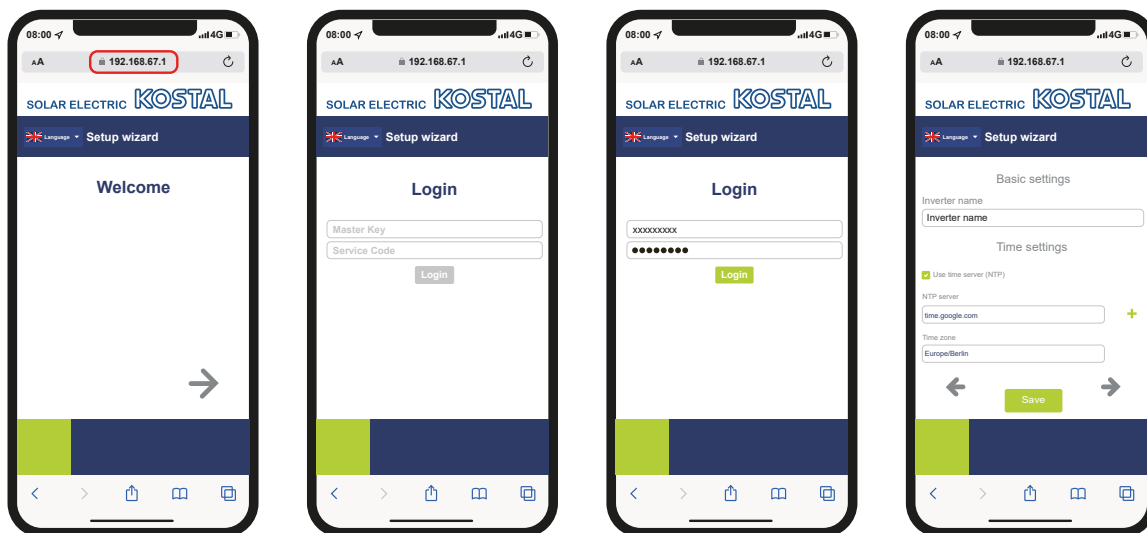 08:00 4G
AA 192.168.67.1
SOLAR ELECTRIC KOSTAL
Language Setup wizard
Welcome
08:00 4G
AA 192.168.67.1
SOLAR ELECTRIC KOSTAL
Language Setup wizard
Login
Master Key
Service Code
Login
08:00 4G
AA 192.168.67.1
SOLAR ELECTRIC KOSTAL
Language Setup wizard
Login
xxxxxxxxx
●●●●●●●●
Login
08:00 4G
AA 192.168.67.1
SOLAR ELECTRIC KOSTAL
Language Setup wizard
Basic settings
Inverter name
Inverter name
Time settings
Use time server (NTP)
NTP server
time.google.com
+
Time zone
Europe/Berlin
Save